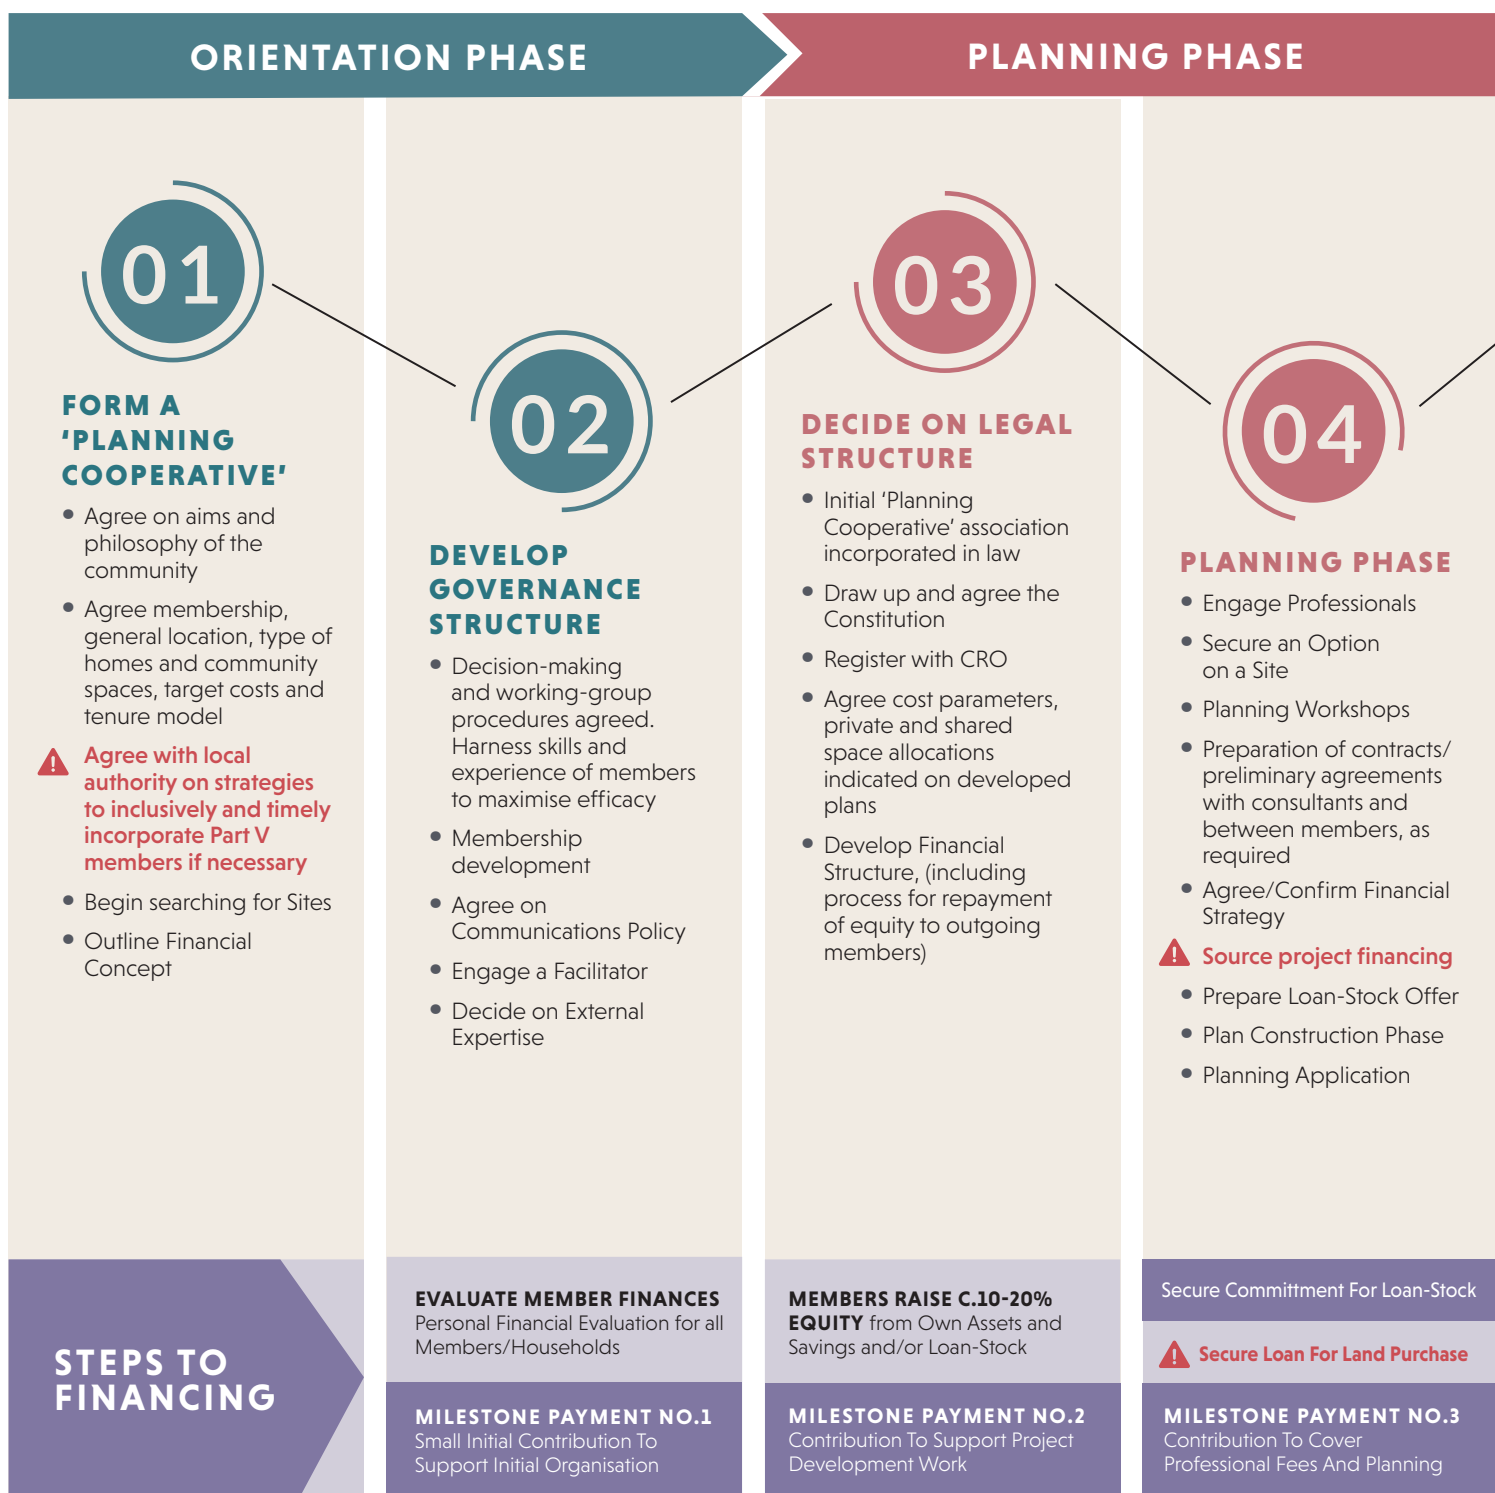 ORIENTATION PHASE
PLANNING PHASE
01
FORM A
‘PLANNING
COOPERATIVE’
Agree on aims and
philosophy of the
community
Agree membership,
general location, type of
homes and community
spaces, target costs and
tenure model
Agree with local
authority on strategies
to inclusively and timely
incorporate Part V
members if necessary
Begin searching for Sites
Outline Financial
Concept
02
DEVELOP
GOVERNANCE
STRUCTURE
Decision-making
and working-group
procedures agreed.
Harness skills and
experience of members
to maximise efficacy
Membership
development
Agree on
Communications Policy
Engage a Facilitator
Decide on External
Expertise
03
DECIDE ON LEGAL
STRUCTURE
Initial ‘Planning
Cooperative’ association
incorporated in law
Draw up and agree the
Constitution
Register with CRO
Agree cost parameters,
private and shared
space allocations
indicated on developed
plans
Develop Financial
Structure, (including
process for repayment
of equity to outgoing
members)
04
PLANNING PHASE
Engage Professionals
Secure an Option
on a Site
Planning Workshops
Preparation of contracts/
preliminary agreements
with consultants and
between members, as
required
Agree/Confirm Financial
Strategy
Source project financing
Prepare Loan-Stock Offer
Plan Construction Phase
Planning Application
STEPS TO
FINANCING
EVALUATE MEMBER FINANCES
Personal Financial Evaluation for all
Members/Households
MILESTONE PAYMENT NO.1
Small Initial Contribution To
Support Initial Organisation
MEMBERS RAISE C.10-20%
EQUITY from Own Assets and
Savings and/or Loan-Stock
MILESTONE PAYMENT NO.2
Contribution To Support Project
Development Work
Secure Committment For Loan-Stock
Secure Loan For Land Purchase
MILESTONE PAYMENT NO.3
Contribution To Cover
Professional Fees And Planning